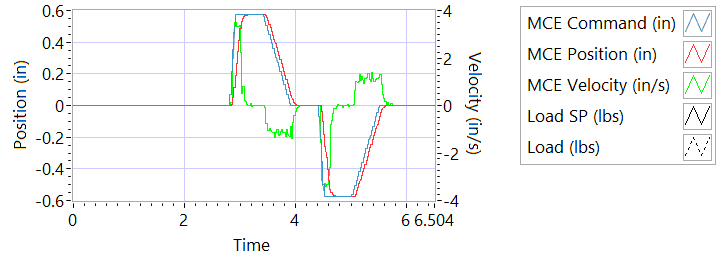 0.6
0.4
0.2
0
-0.2
-0.4
-0.6
Position (in)
4
2
0
-2
-4
Velocity (in/s)
0 2 4 6 6.504
Time
MCE Command (in)
MCE Position (in)
MCE Velocity (in/s)
Load SP (lbs)
Load (lbs)